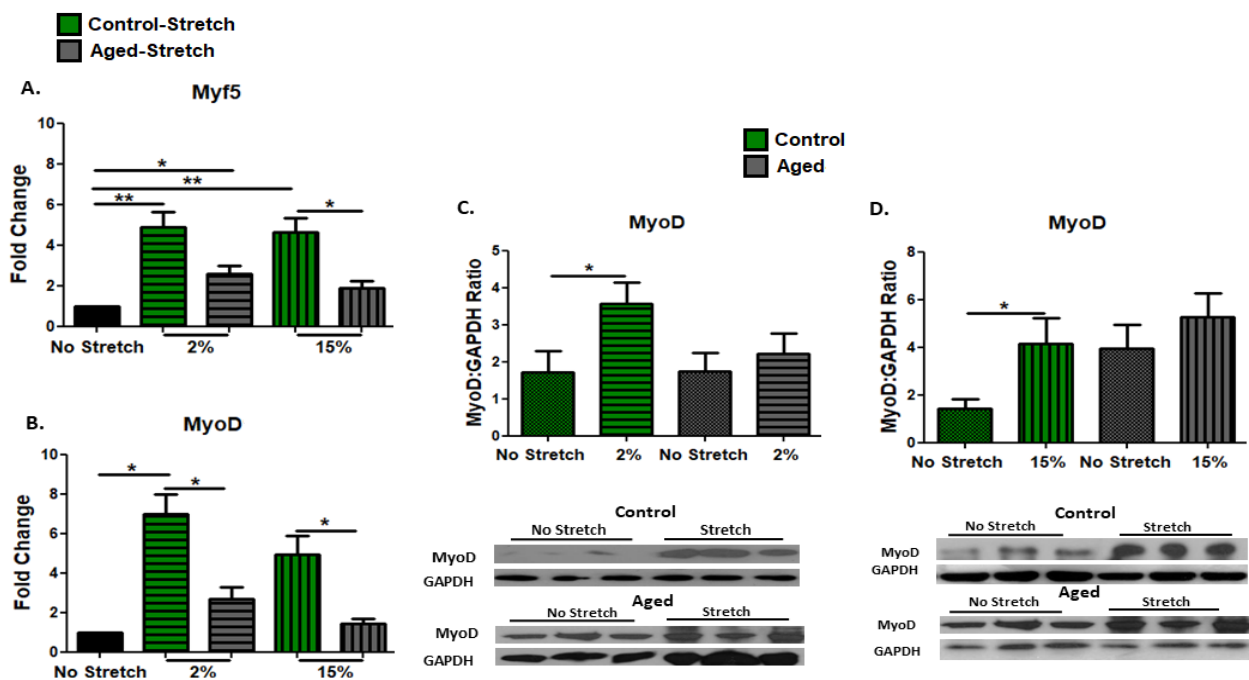 Control-Stretch
Aged-Stretch
A.
Myf5
Fold Change
10
8
6
4
2
0
*
**
**
*
No Stretch 2% 15%
B.
MyoD
Fold Change
10
8
6
4
2
0
*
*
*
No Stretch 2% 15%
Control
Aged
C.
MyoD
MyoD:GAPDH Ratio
5
4
3
2
1
0
*
No Stretch 2% No Stretch 2%
Control
No Stretch Stretch
MyoD
GAPDH
Aged
No Stretch Stretch
MyoD
GAPDH
D.
MyoD
MyoD:GAPDH Ratio
8
6
4
2
0
*
No Stretch 15% No Stretch 15%
Control
No Stretch Stretch
MyoD
GAPDH
Aged
No Stretch Stretch
MyoD
GAPDH